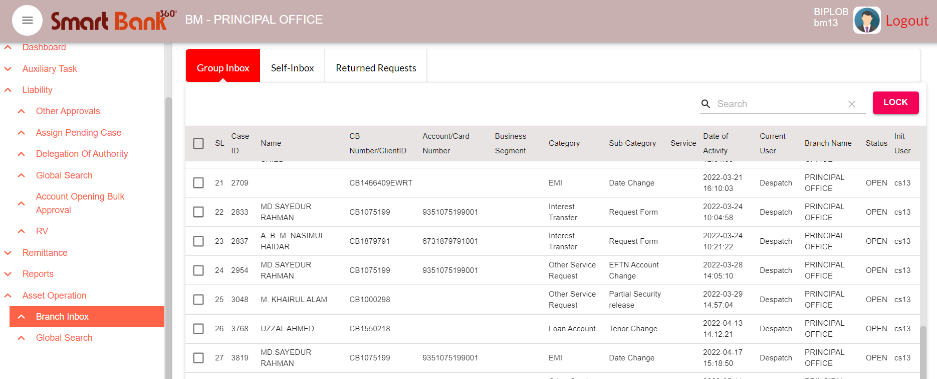 Smart Bank 360°
BM - PRINCIPAL OFFICE
BIPLOB
bm13
Logout
Dashboard
Auxiliary Task
Liability
Other Approvals
Assign Pending Case
Delegation Of Authority
Global Search
Account Opening Bulk
Approval
RV
Remittance
Reports
Asset Operation
Branch Inbox
Global Search
Group Inbox Self-Inbox Returned Requests
Search
LOCK
SL Case ID Name CB Number/ClientID Account/Card Number Business Segment Category Sub Category Service Date of Activity Current User Branch Name Status Init User
21 2709 CB1466409EWRT EMI Date Change 2022-03-21 16:10:03 Despatch PRINCIPAL OFFICE OPEN cs13
22 2833 MD.SAYEDUR RAHMAN CB1075199 9351075199001 Interest Transfer Request Form 2022-03-24 10:04:58 Despatch PRINCIPAL OFFICE OPEN cs13
23 2837 A. B. M. NASIMUL HAIDAR CB1879791 6731879791001 Interest Transfer Request Form 2022-03-24 10:21:22 Despatch PRINCIPAL OFFICE OPEN cs13
24 2954 MD.SAYEDUR RAHMAN CB1075199 9351075199001 Other Service Request EFTN Account Change 2022-03-28 14:05:10 Despatch PRINCIPAL OFFICE OPEN cs13
25 3048 M. KHAIRUL ALAM CB1000298 Other Service Request Partial Security release 2022-03-29 14:57:04 Despatch PRINCIPAL OFFICE OPEN cs13
26 3768 UZZAL AHMED CB1550218 Loan Account Tenor Change 2022-04-13 14:12:21 Despatch PRINCIPAL OFFICE OPEN cs13
27 3819 MD.SAYEDUR RAHMAN CB1075199 9351075199001 EMI Date Change 2022-04-17 15:18:50 Despatch PRINCIPAL OFFICE OPEN cs13